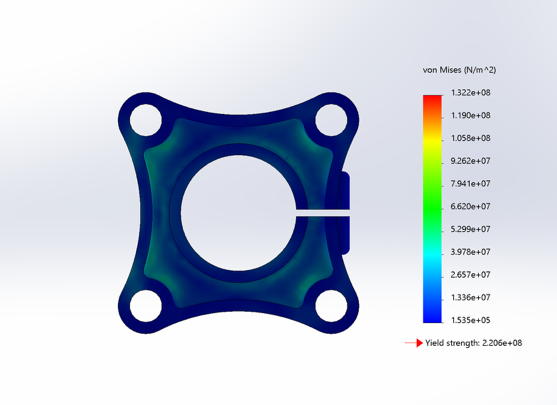 von Mises (N/m^2)
1.322e+08
1.190e+08
1.058e+08
9.262e+07
7.941e+07
6.620e+07
5.299e+07
3.978e+07
2.657e+07
1.336e+07
1.535e+05
Yield strength: 2.206e+08